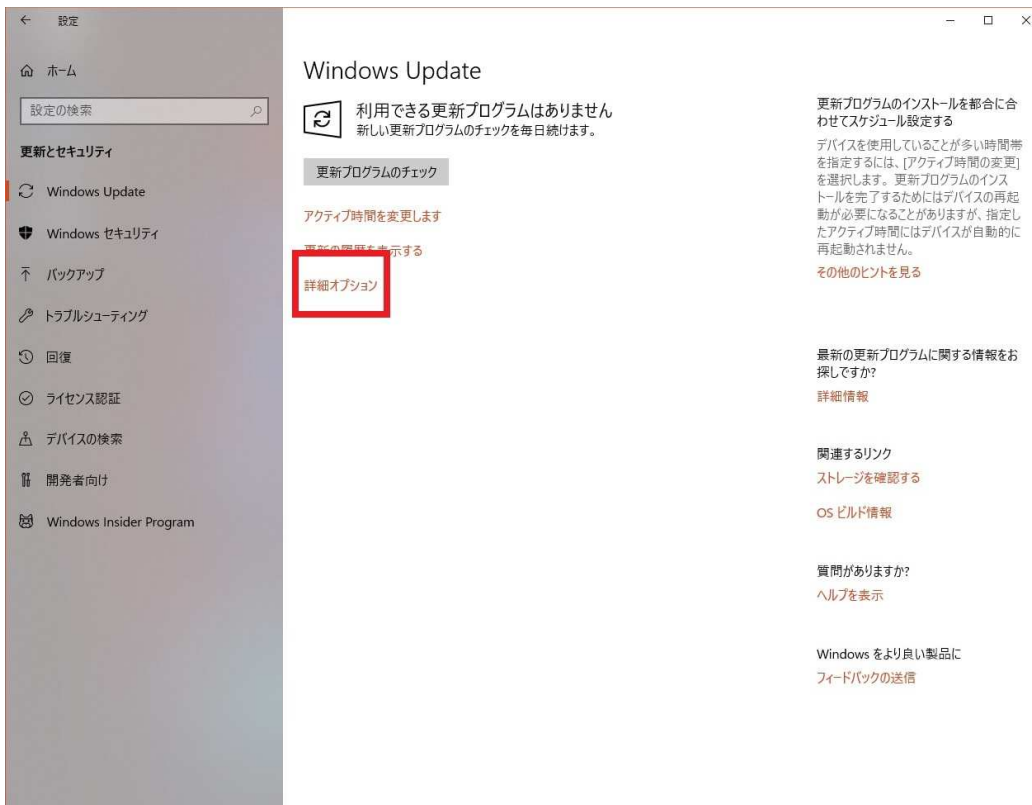 設定
ホーム
設定の検索
更新とセキュリティ
Windows Update
Windows セキュリティ
バックアップ
トラブルシューティング
回復
ライセンス認証
デバイスの検索
開発者向け
Windows Insider Program
Windows Update
利用できる更新プログラムはありません
新しい更新プログラムのチェックを毎日続けます。
更新プログラムのチェック
アクティブ時間を変更します
更新の履歴を表示する
詳細オプション
更新プログラムのインストールを都合に合
わせてスケジュール設定する
デバイスを使用していることが多い時間帯
を指定するには、[アクティブ時間の変更]
を選択します。更新プログラムのインス
トールを完了するためにはデバイスの再起
動が必要になることがありますが、指定し
たアクティブ時間にはデバイスが自動的に
再起動されません。
その他のヒントを見る
最新の更新プログラムに関する情報をお
探しですか?
詳細情報
関連するリンク
ストレージを確認する
OS ビルド情報
質問がありますか?
ヘルプを表示
Windows をより良い製品に
フィードバックの送信